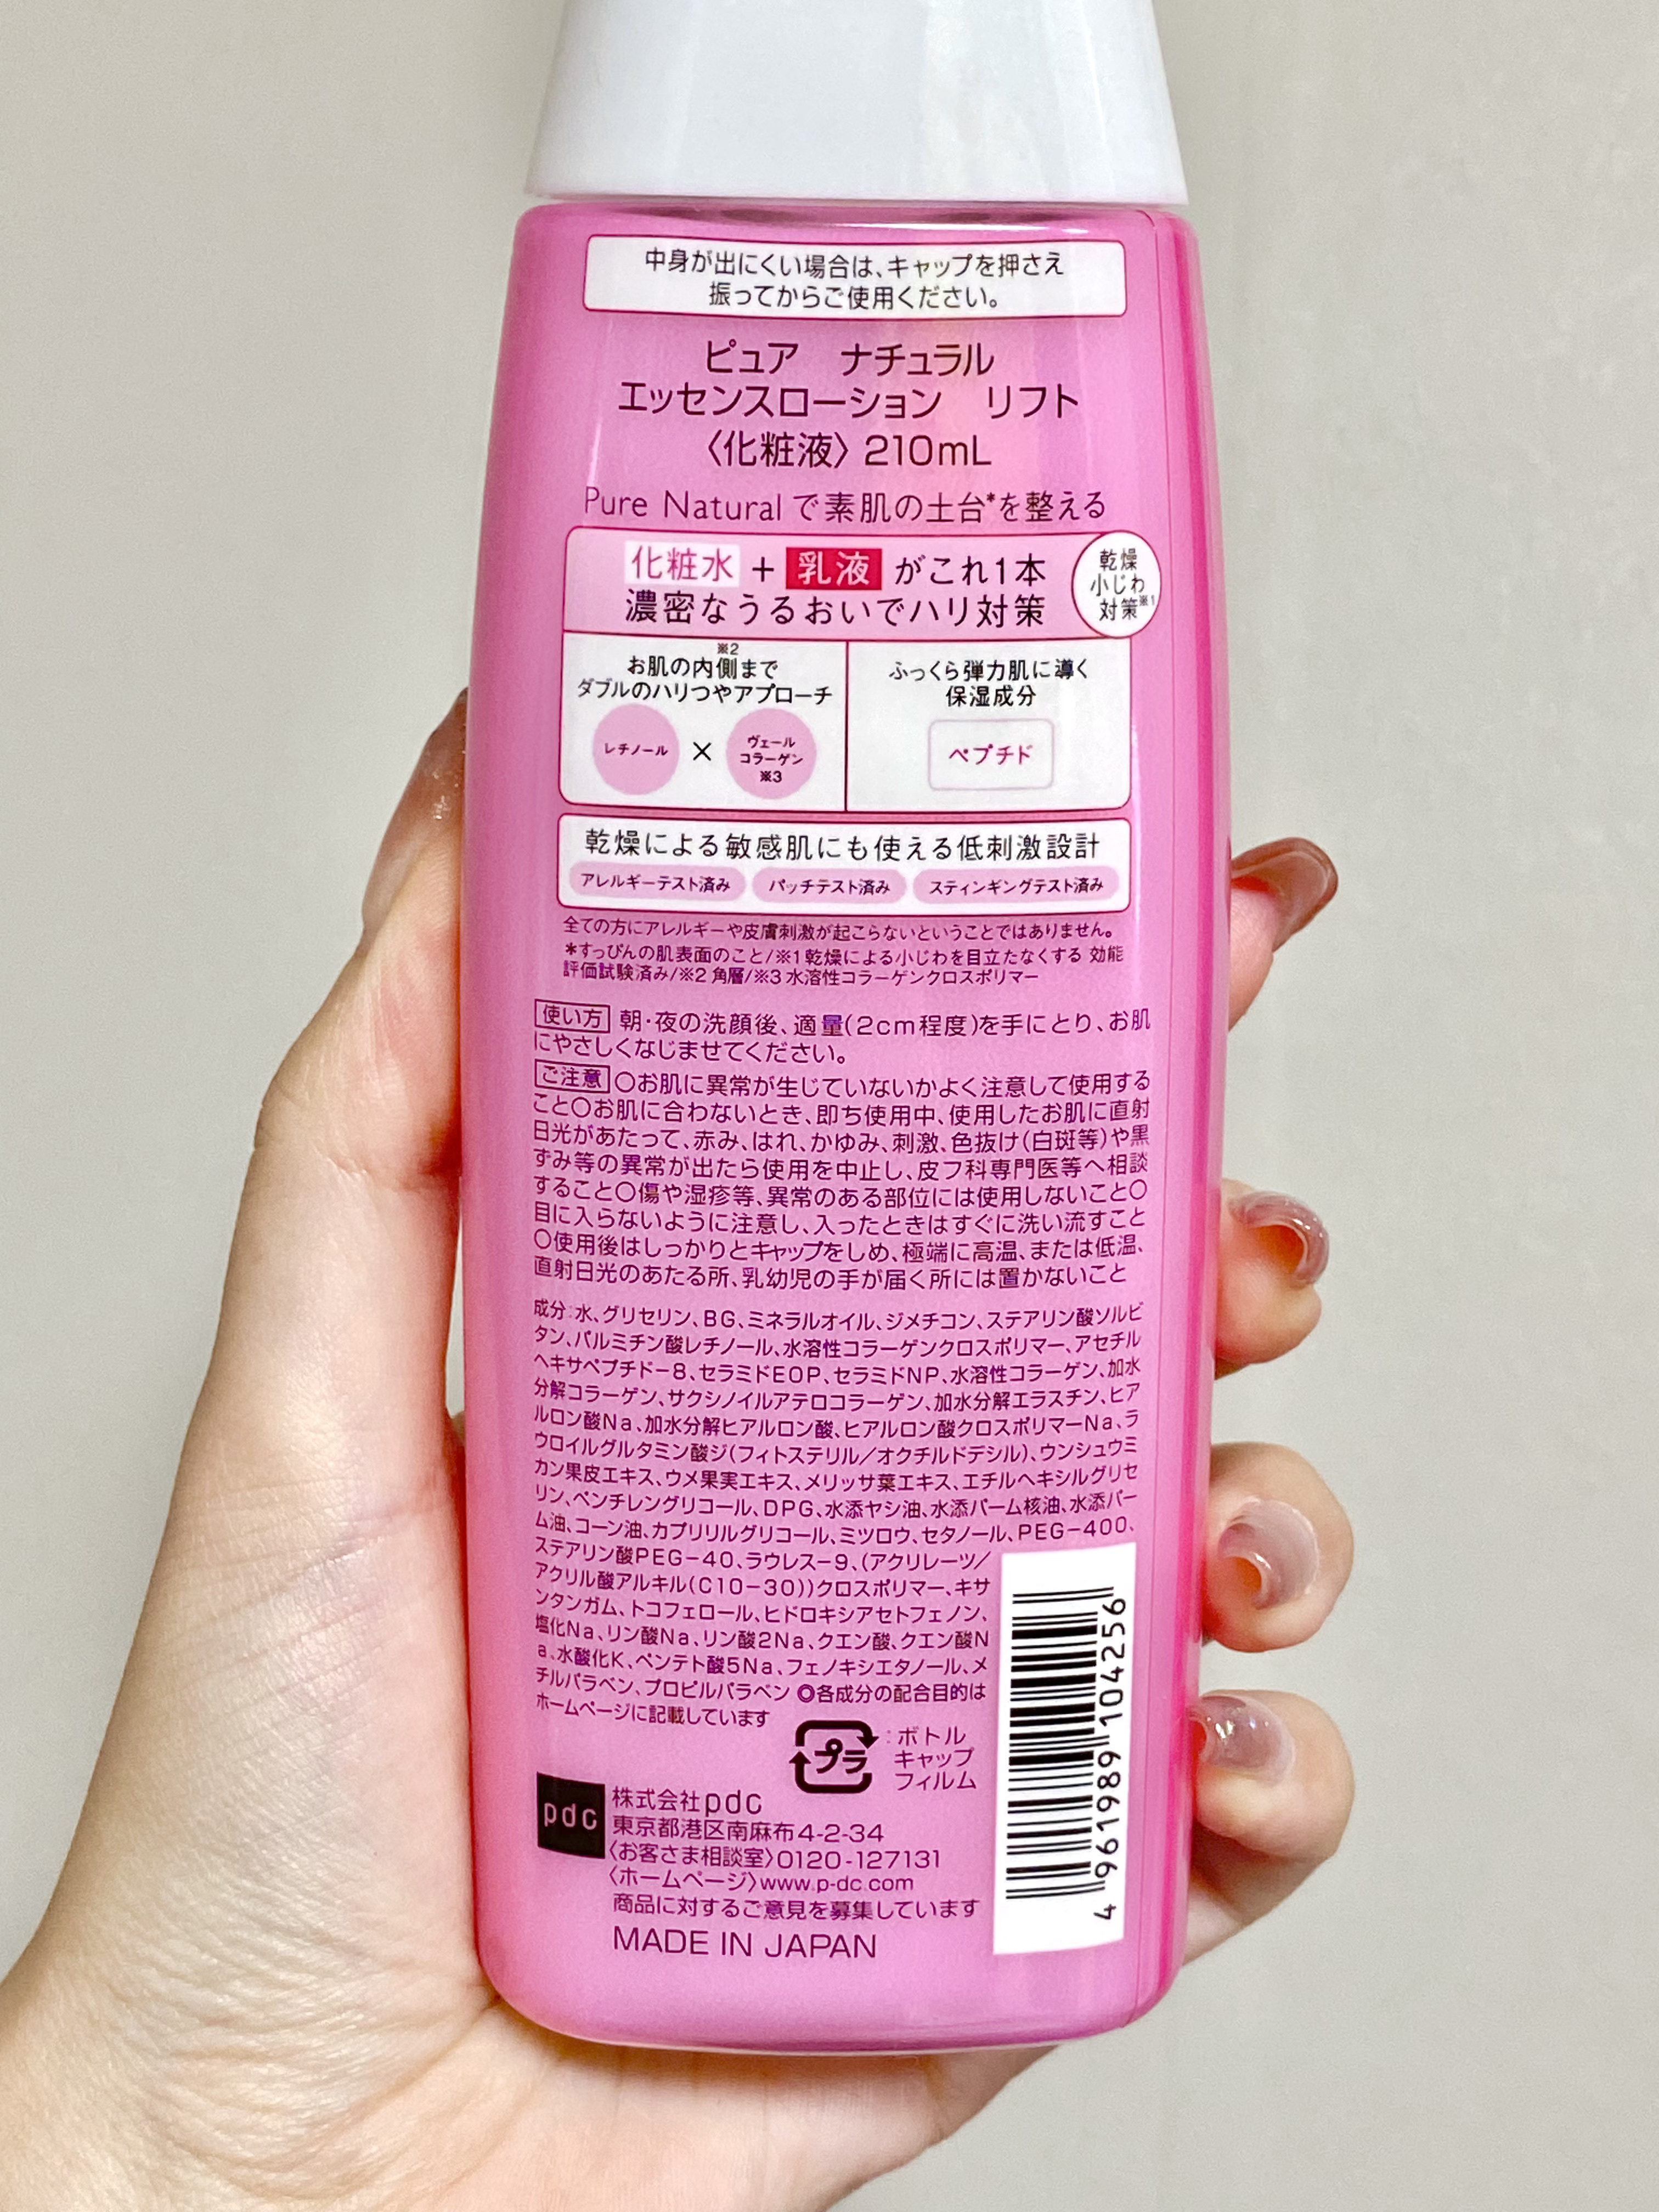 中身が出にくい場合は、キャップを押さえ
振ってからご使用ください。
ピュア ナチュラル
エッセンスローション リフト
〈化粧液〉210mL
Pure Natural で素肌の土台*を整える
化粧水 + 乳液 がこれ1本
濃密なうるおいでハリ対策
乾燥
小じわ
対策※1
お肌の内側※2まで
ダブルのハリつやアプローチ
レチノール × ヴェール
コラーゲン
※3
ふっくら弾力肌に導く
保湿成分
ペプチド
乾燥による敏感肌にも使える低刺激設計
アレルギーテスト済み パッチテスト済み スティンギングテスト済み
全ての方にアレルギーや皮膚刺激が起こらないということではありません。
*すっぴんの肌表面のこと/※1 乾燥による小じわを目立たなくする 効能
評価試験済み/※2 角層/※3 水溶性コラーゲンクロスポリマー
使い方 朝・夜の洗顔後、適量(2cm程度)を手にとり、お肌
にやさしくなじませてください。
ご注意 ○お肌に異常が生じていないかよく注意して使用する
こと○お肌に合わないとき、即ち使用中、使用したお肌に直射
日光があたって、赤み、はれ、かゆみ、刺激、色抜け(白斑等)や黒
ずみ等の異常が出たら使用を中止し、皮フ科専門医等へ相談
すること○傷や湿疹等、異常のある部位には使用しないこと○
目に入らないように注意し、入ったときはすぐに洗い流すこと
○使用後はしっかりとキャップをしめ、極端に高温、または低温、
直射日光のあたる所、乳幼児の手が届く所には置かないこと
成分:水、グリセリン、BG、ミネラルオイル、ジメチコン、ステアリン酸ソルビ
タン、パルミチン酸レチノール、水溶性コラーゲンクロスポリマー、アセチル
ヘキサペプチド-8、セラミドEOP、セラミドNP、水溶性コラーゲン、加水
分解コラーゲン、サクシノイルアテロコラーゲン、加水分解エラスチン、ヒア
ルロン酸Na、加水分解ヒアルロン酸、ヒアルロン酸クロスポリマーNa、ラ
ウロイルグルタミン酸ジ(フィトステリル/オクチルドデシル)、ウンシュウミ
カン果皮エキス、ウメ果実エキス、メリッサ葉エキス、エチルヘキシルグリセ
リン、ペンチレングリコール、DPG、水添ヤシ油、水添パーム核油、水添パー
ム油、コーン油、カプリリルグリコール、ミツロウ、セタノール、PEG-400、
ステアリン酸PEG-40、ラウレス-9、(アクリレーツ/
アクリル酸アルキル(C10-30))クロスポリマー、キサ
ンタンガム、トコフェロール、ヒドロキシアセトフェノン、
塩化Na、リン酸Na、リン酸2Na、クエン酸、クエン酸N
a、水酸化K、ペンテト酸5Na、フェノキシエタノール、メ
チルパラベン、プロピルパラベン ◎各成分の配合目的は
ホームページに記載しています
プラ :ボトル
キャップ
フィルム
pdc
株式会社pdc
東京都港区南麻布4-2-34
〈お客さま相談室〉0120-127131
〈ホームページ〉www.p-dc.com
商品に対するご意見を募集しています
MADE IN JAPAN
4 961989 104256